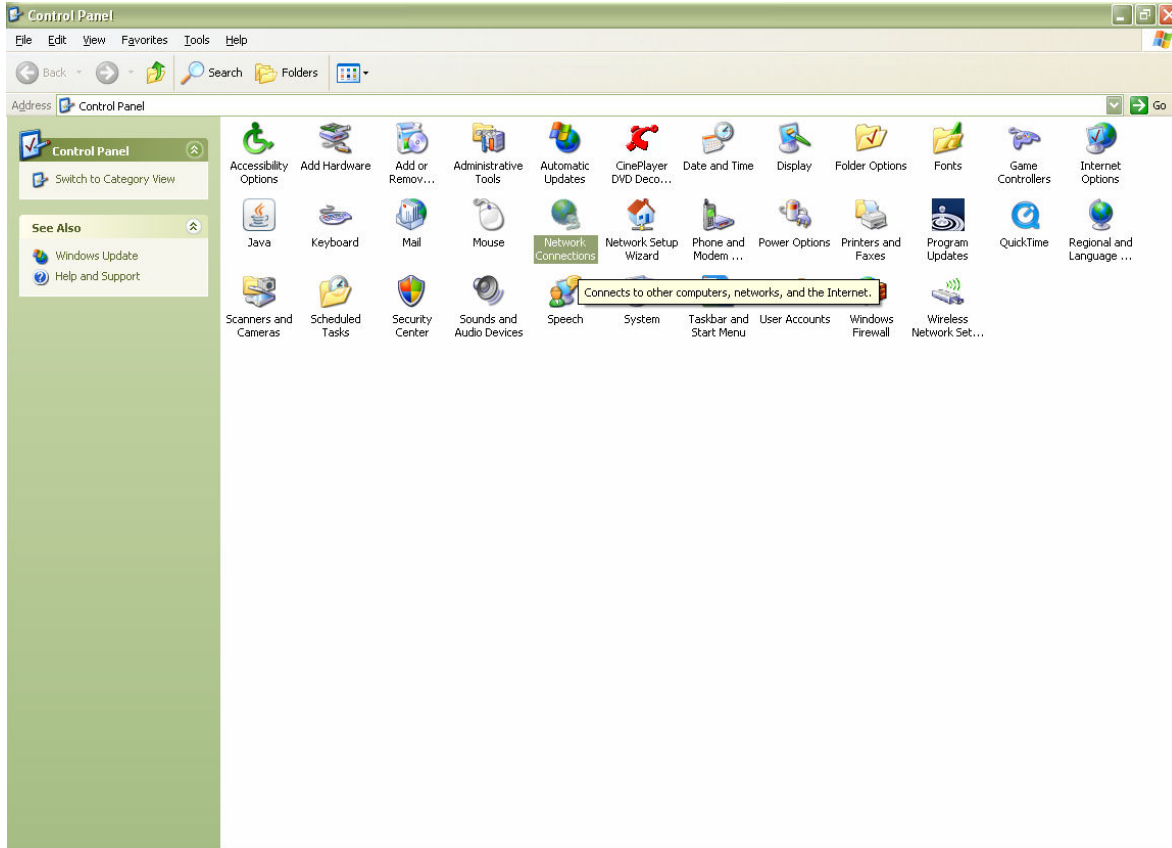 Control Panel
File Edit View Favorites Tools Help
Back Search Folders
Address Control Panel Go
Control Panel
Switch to Category View
See Also
Windows Update
Help and Support
Accessibility Options
Add Hardware
Add or Remov...
Administrative Tools
Automatic Updates
CinePlayer DVD Deco...
Date and Time
Display
Folder Options
Fonts
Game Controllers
Internet Options
Java
Keyboard
Mail
Mouse
Network Connections
Network Setup Wizard
Phone and Modem ...
Power Options
Printers and Faxes
Program Updates
QuickTime
Regional and Language ...
Connects to other computers, networks, and the Internet.
Scanners and Cameras
Scheduled Tasks
Security Center
Sounds and Audio Devices
Speech
System
Taskbar and Start Menu
User Accounts
Windows Firewall
Wireless Network Set...